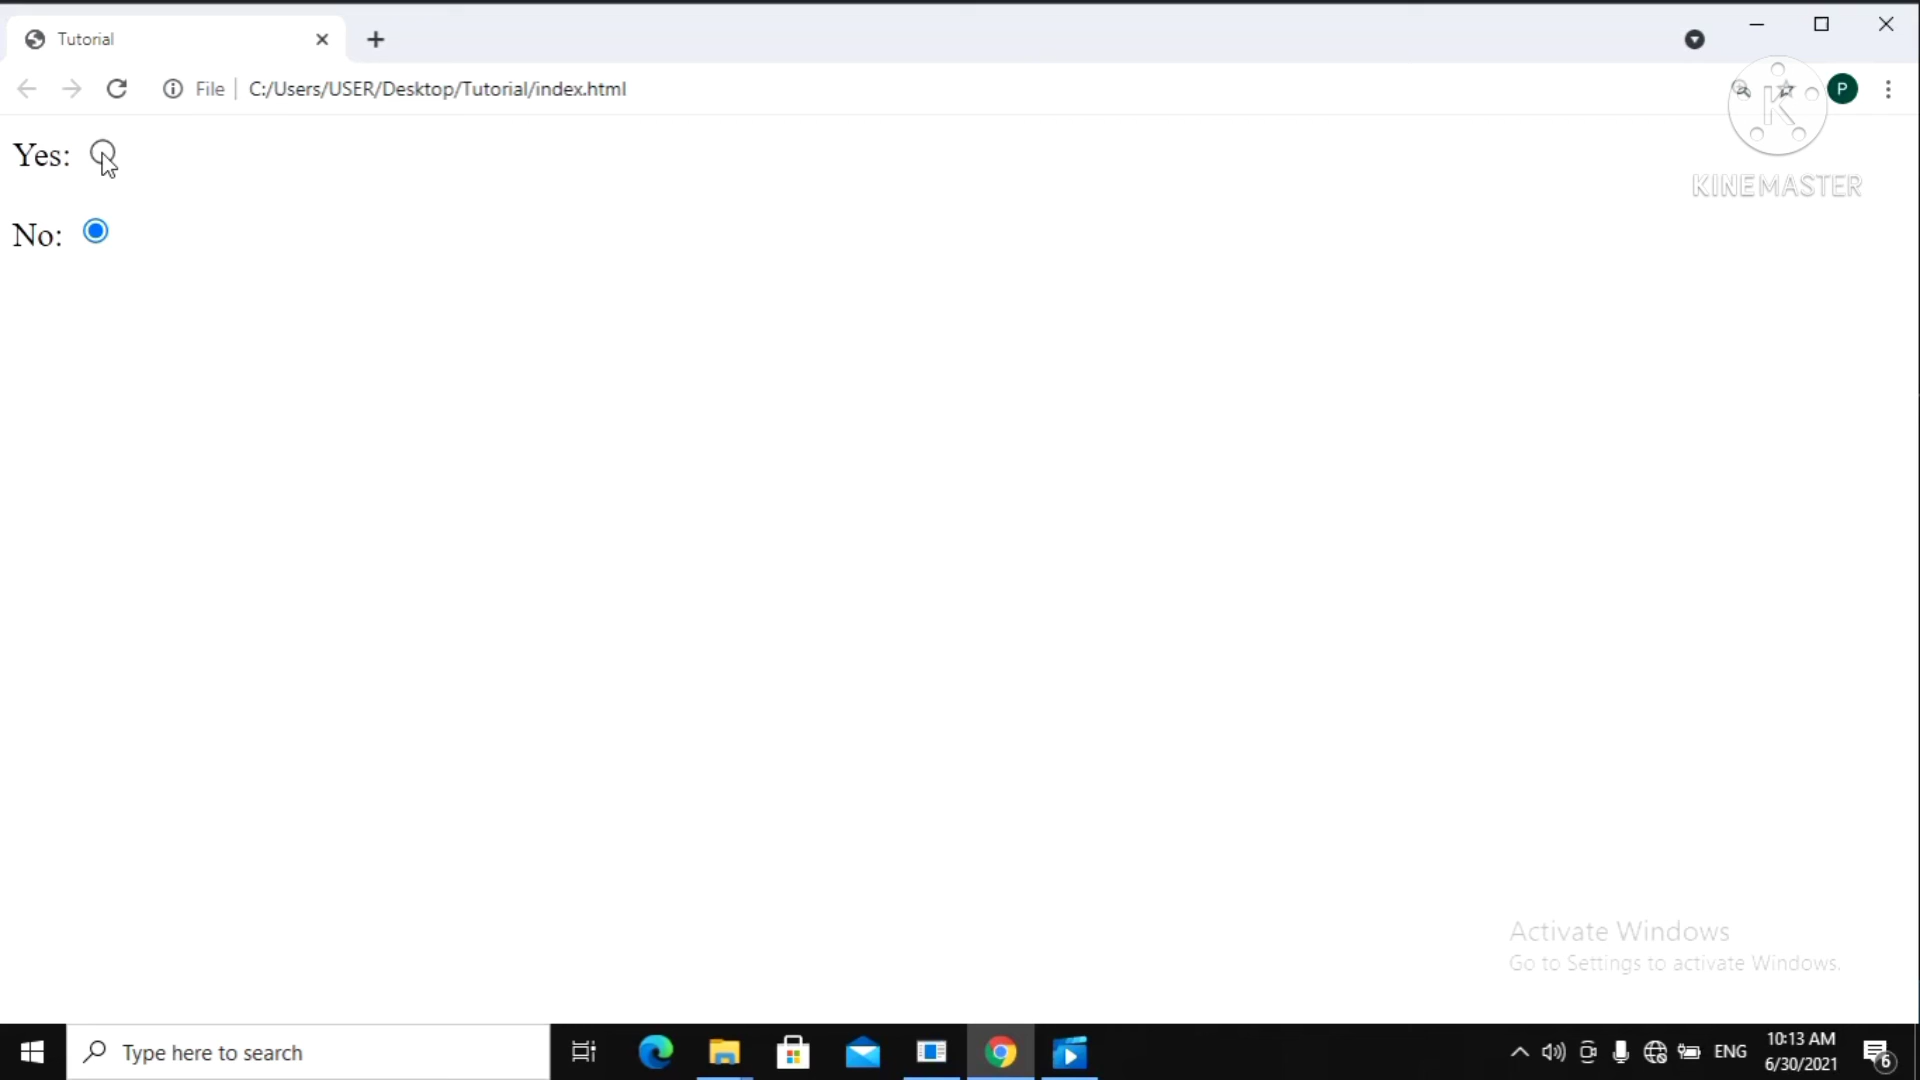 Tutorial
File
C:/Users/USER/Desktop/Tutorial/index.html
P
K
KINEMASTER
Yes:
No:
Activate Windows
Go to Settings to activate Windows.
Type here to search
ENG
10:13 AM
6/30/2021
6